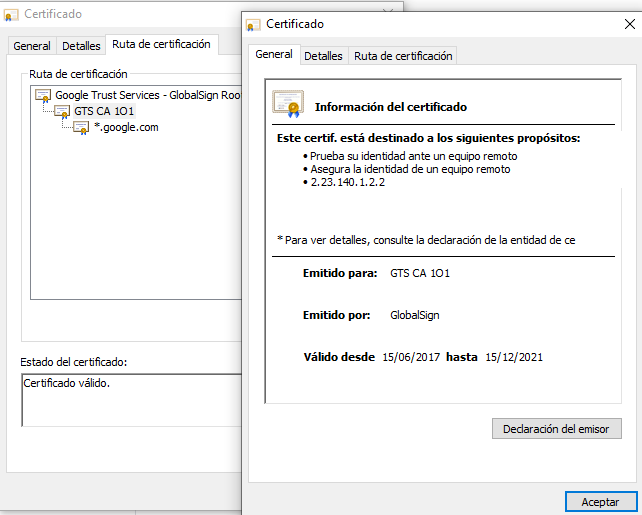 Certificado
General
Detalles
Ruta de certificación
Ruta de certificación
Google Trust Services - GlobalSign Roo
GTS CA 1O1
*.google.com
Estado del certificado:
Certificado válido.
Certificado
General
Detalles
Ruta de certificación
Información del certificado
Este certif. está destinado a los siguientes propósitos:
• Prueba su identidad ante un equipo remoto
• Asegura la identidad de un equipo remoto
• 2.23.140.1.2.2
* Para ver detalles, consulte la declaración de la entidad de ce
Emitido para: GTS CA 1O1
Emitido por: GlobalSign
Válido desde 15/06/2017 hasta 15/12/2021
Declaración del emisor
Aceptar